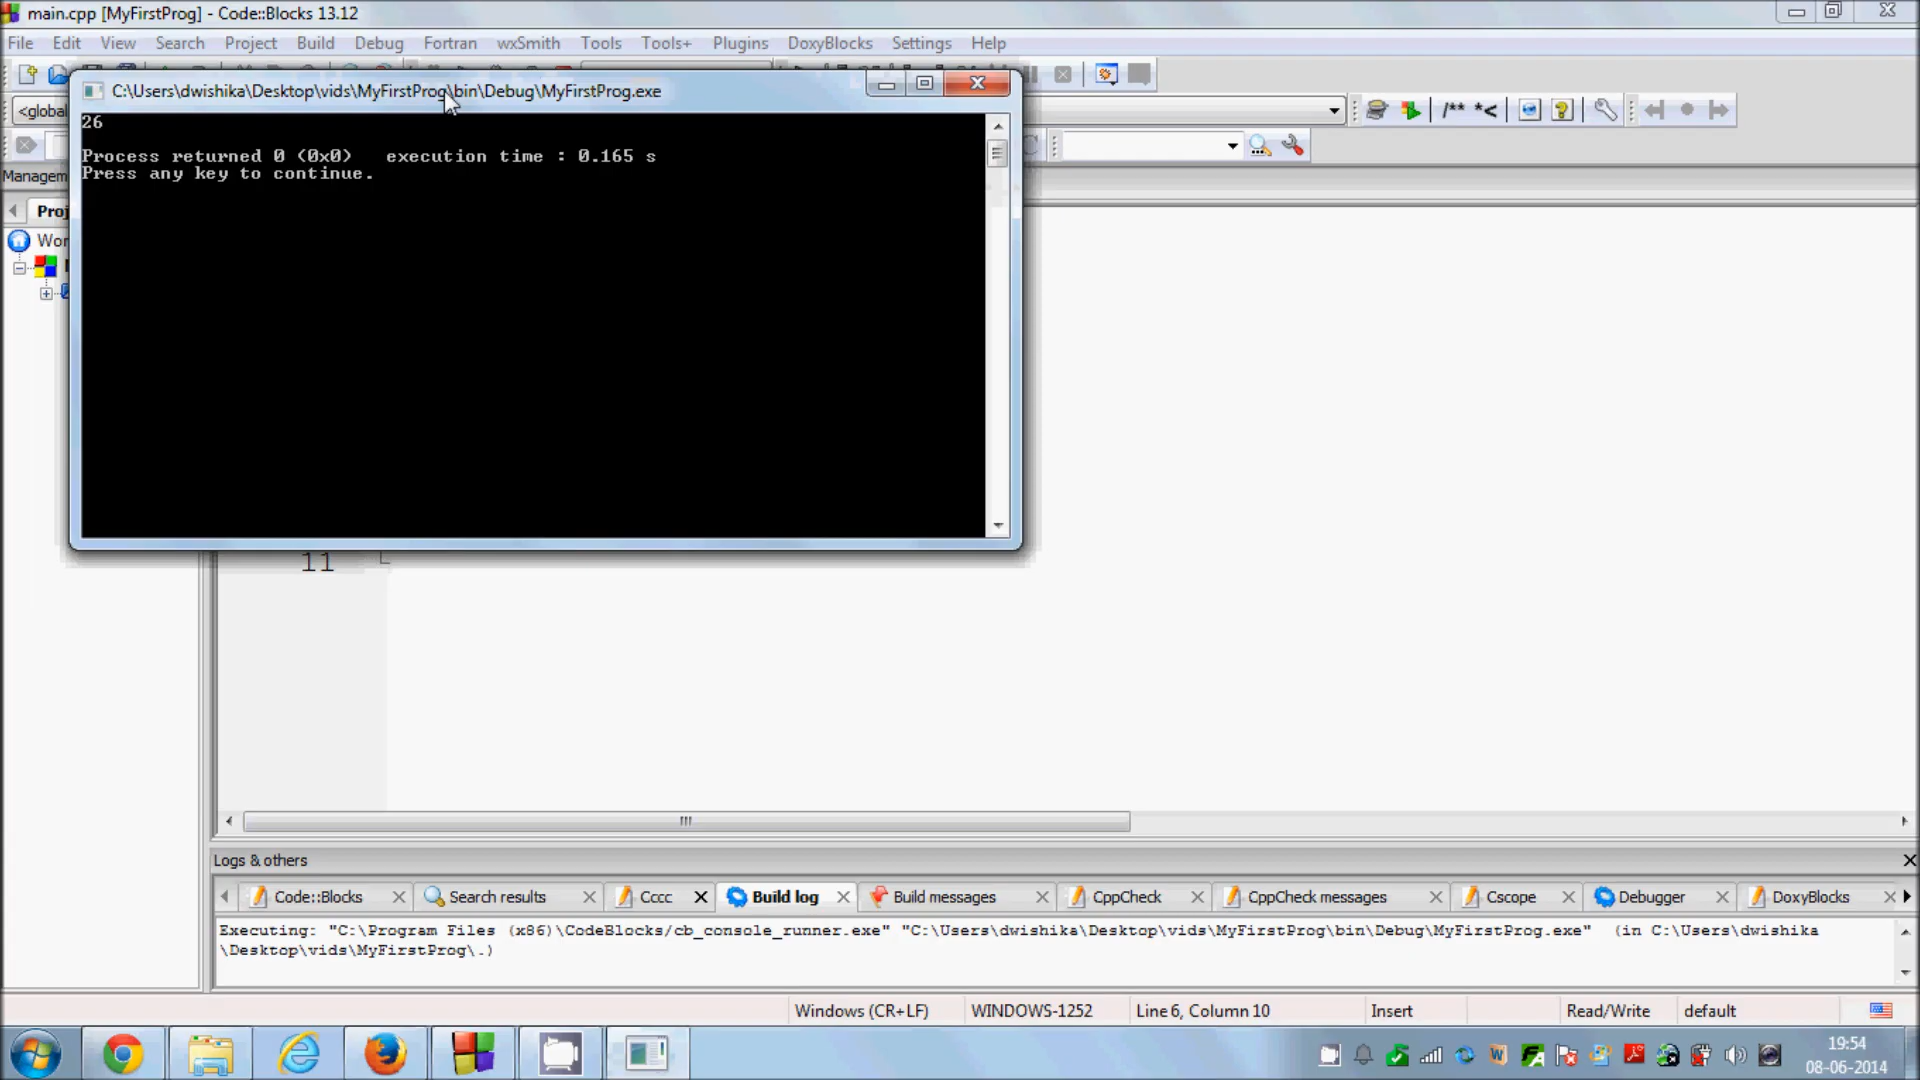 main.cpp [MyFirstProg] - Code::Blocks 13.12
File Edit View Search Project Build Debug Fortran wxSmith Tools Tools+ Plugins DoxyBlocks Settings Help
C:\Users\dwishika\Desktop\vids\MyFirstProg\bin\Debug\MyFirstProg.exe
<global
/** *<
26
Process returned 0 (0x0)   execution time : 0.165 s
Press any key to continue.
Managem
Proj
Wor
11
Logs & others
Code::Blocks Search results Cccc Build log Build messages CppCheck CppCheck messages Cscope Debugger DoxyBlocks
Executing: "C:\Program Files (x86)\CodeBlocks/cb_console_runner.exe" "C:\Users\dwishika\Desktop\vids\MyFirstProg\bin\Debug\MyFirstProg.exe"  (in C:\Users\dwishika
\Desktop\vids\MyFirstProg\.)
Windows (CR+LF) WINDOWS-1252 Line 6, Column 10 Insert Read/Write default
19:54
08-06-2014